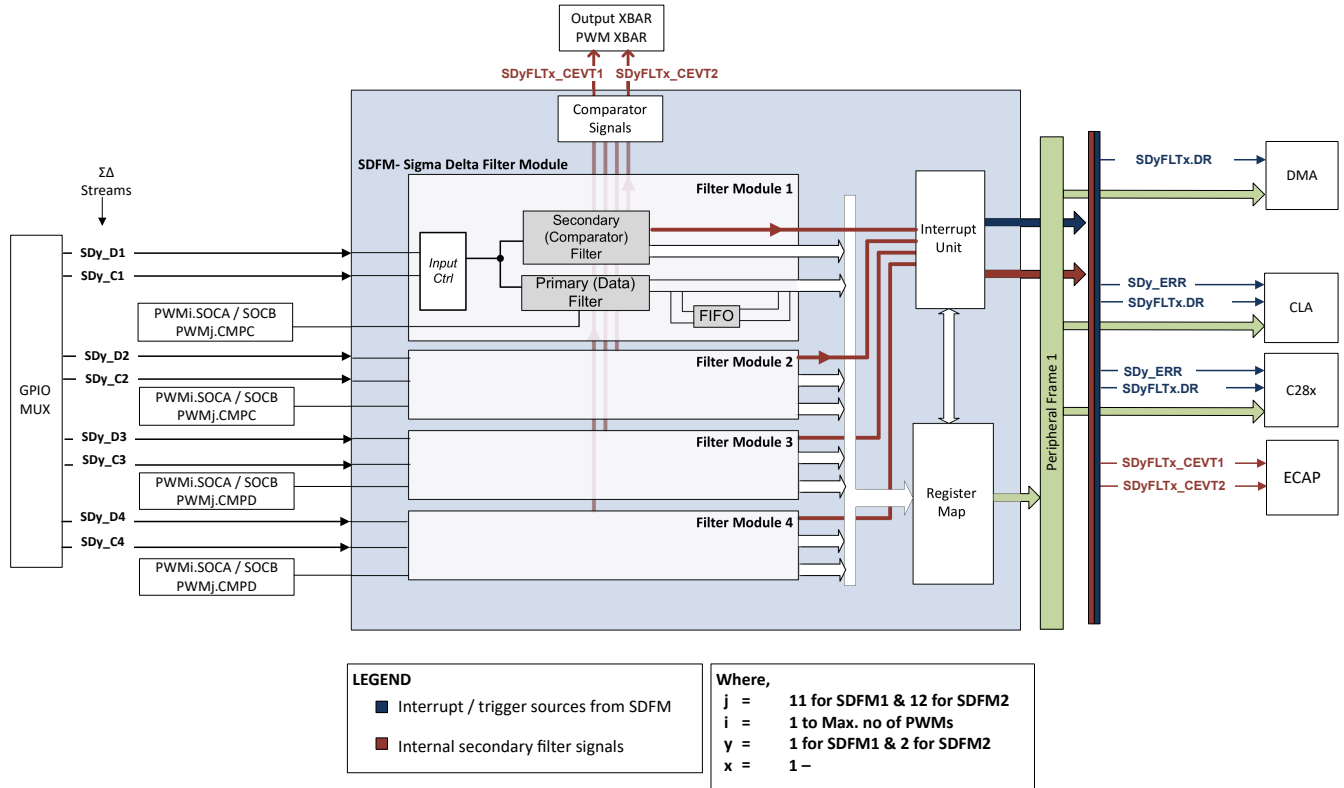 Output XBAR
PWM XBAR
SDyFLTx_CEVT1 SDyFLTx_CEVT2
Comparator
Signals
SDFM- Sigma Delta Filter Module
ΣΔ
Streams
GPIO
MUX
SDy_D1
SDy_C1
PWMi.SOCA / SOCB
PWMj.CMPC
SDy_D2
SDy_C2
PWMi.SOCA / SOCB
PWMj.CMPC
SDy_D3
SDy_C3
PWMi.SOCA / SOCB
PWMj.CMPD
SDy_D4
SDy_C4
PWMi.SOCA / SOCB
PWMj.CMPD
Filter Module 1
Input
Ctrl
Secondary
(Comparator)
Filter
Primary (Data)
Filter
FIFO
Filter Module 2
Filter Module 3
Filter Module 4
Interrupt
Unit
Register
Map
Peripheral Frame 1
SDyFLTx.DR
DMA
SDy_ERR
SDyFLTx.DR
CLA
SDy_ERR
SDyFLTx.DR
C28x
SDyFLTx_CEVT1
SDyFLTx_CEVT2
ECAP
LEGEND
Interrupt / trigger sources from SDFM
Internal secondary filter signals
Where,
j = 11 for SDFM1 & 12 for SDFM2
i = 1 to Max. no of PWMs
y = 1 for SDFM1 & 2 for SDFM2
x = 1 –